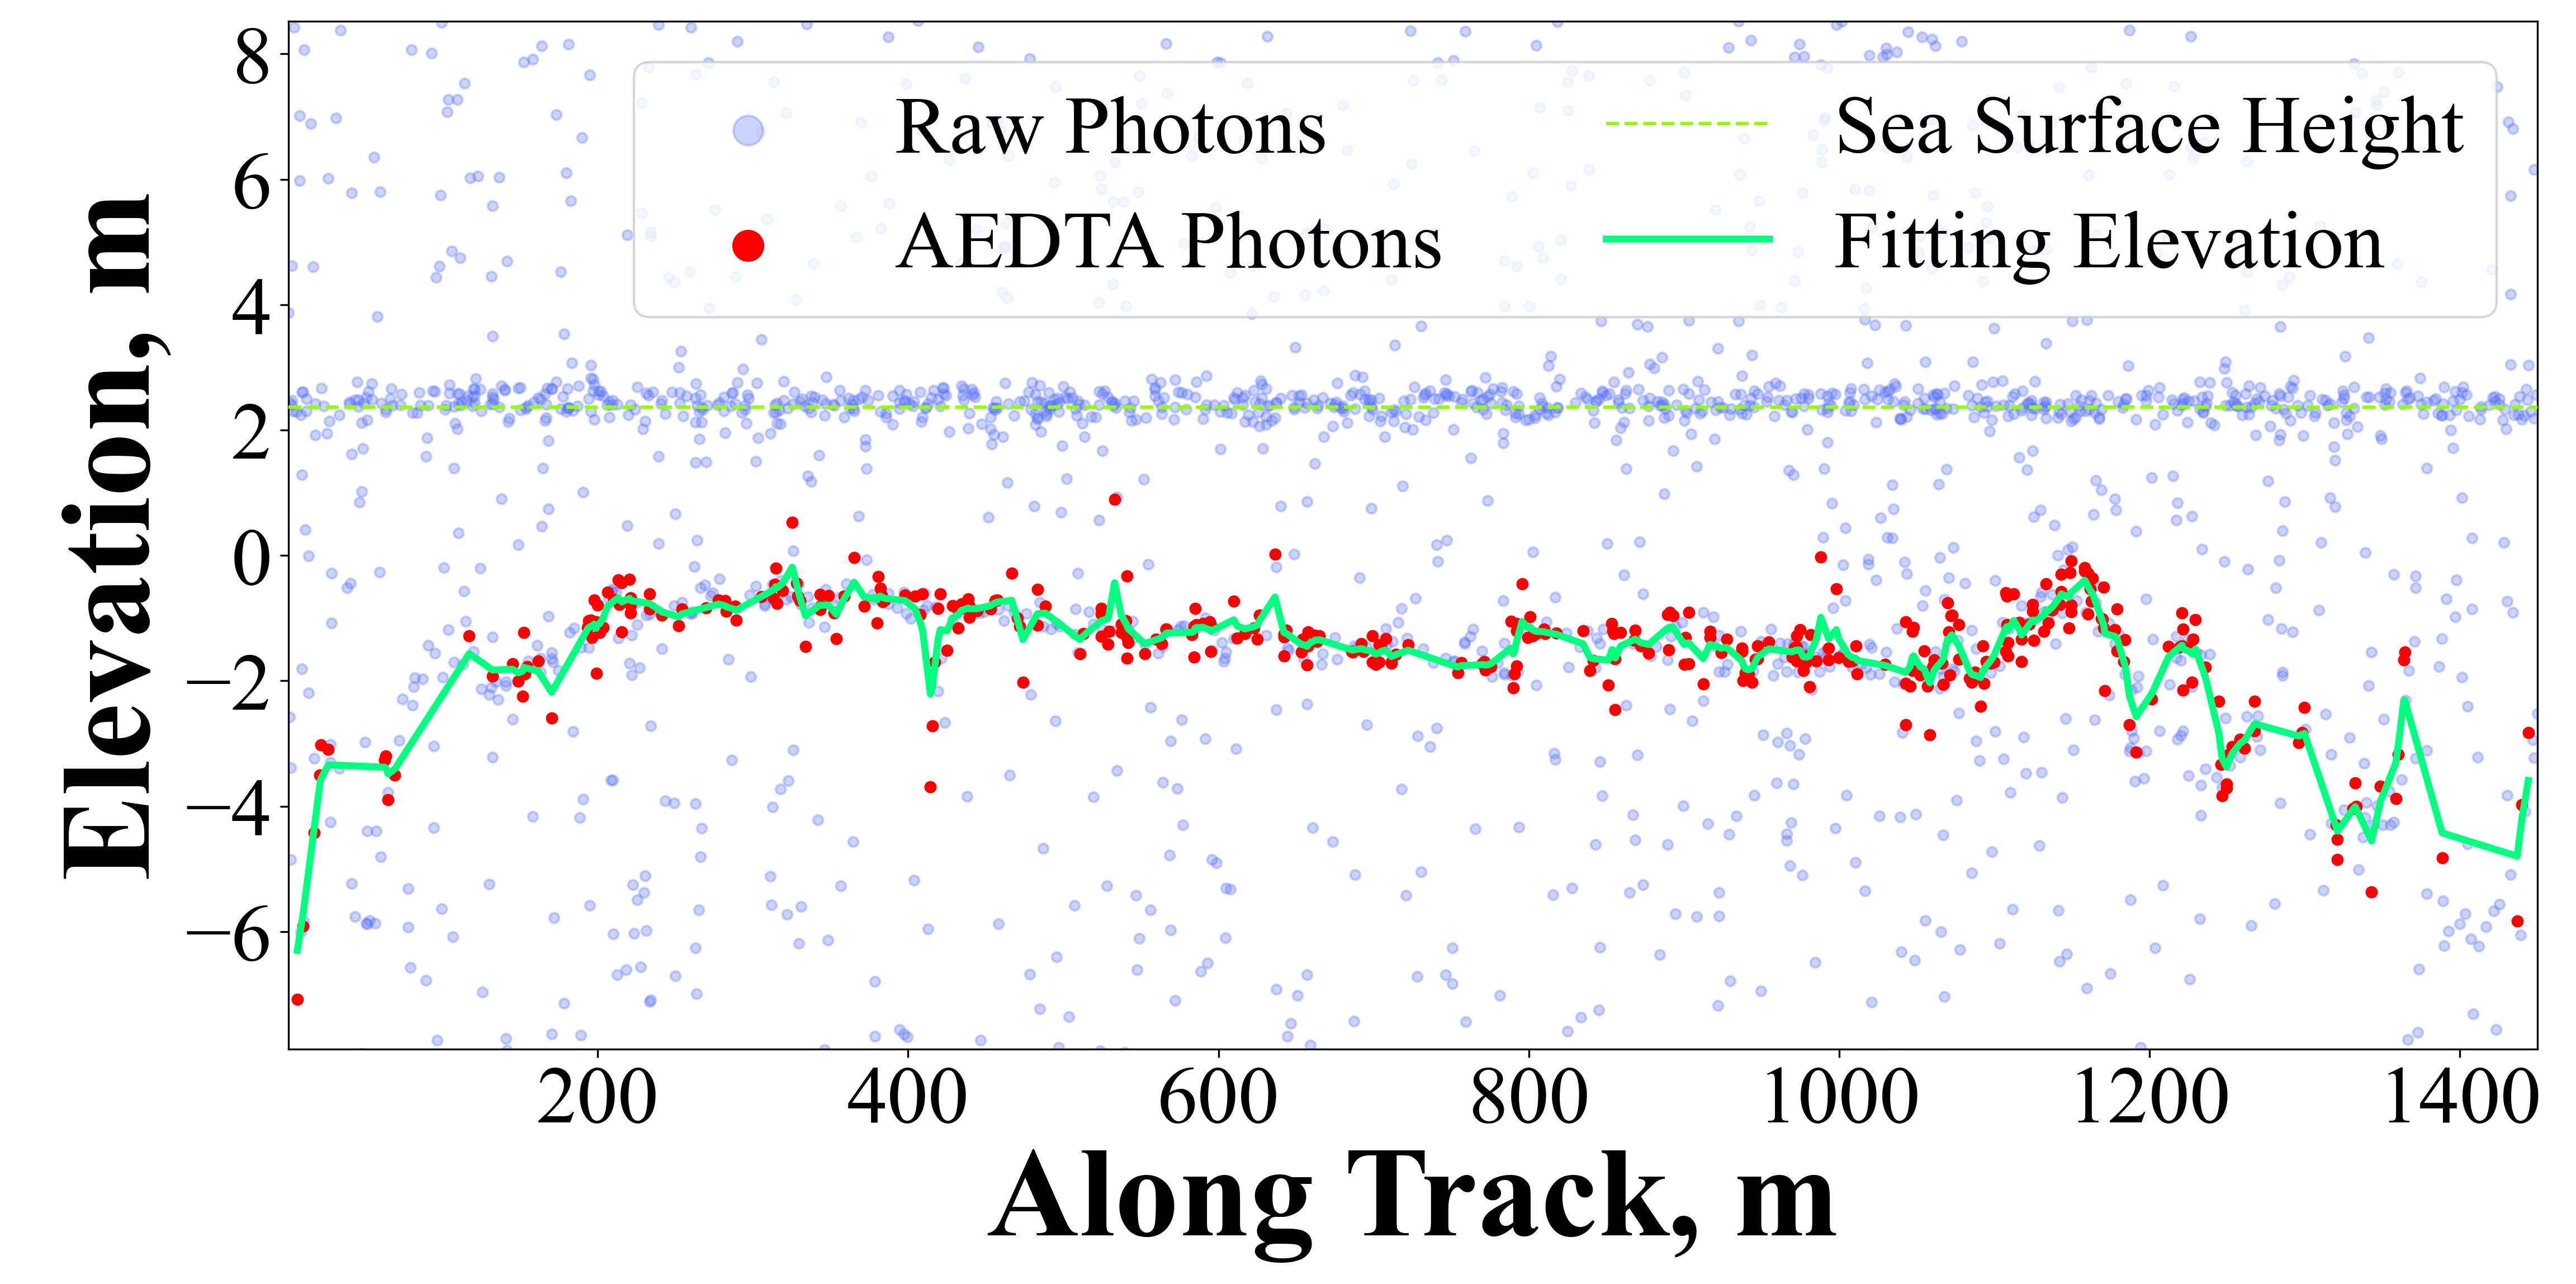 Elevation, m
8
6
4
2
0
−2
−4
−6
Raw Photons
AEDTA Photons
Sea Surface Height
Fitting Elevation
200 400 600 800 1000 1200 1400
Along Track, m